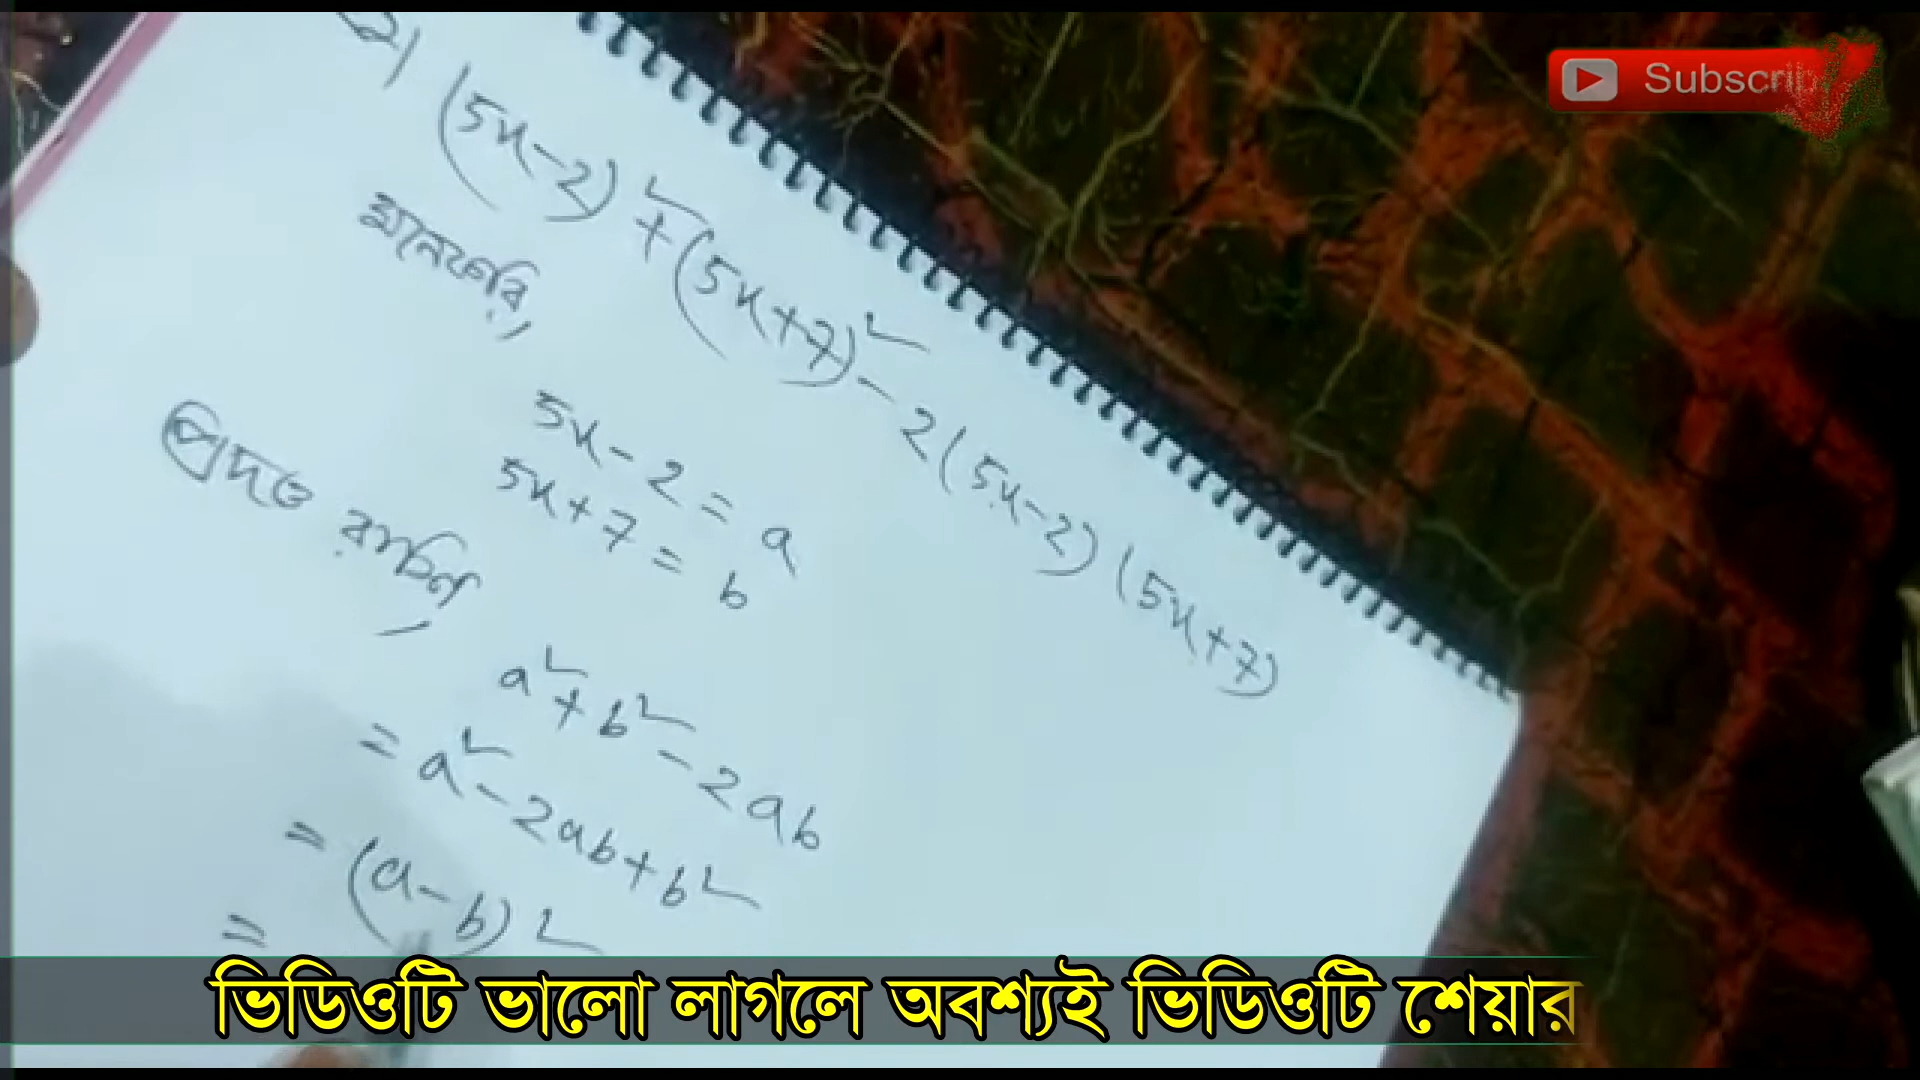 ২। (5x-2)² + (5x+7)² - 2(5x-2)(5x+7)
মনেকরি,
5x-2 = a
5x+7 = b
প্রদত্ত রাশি,
a² + b² - 2ab
= a² - 2ab + b²
= (a-b)²
=
ভিডিওটি ভালো লাগলে অবশ্যই ভিডিওটি শেয়ার